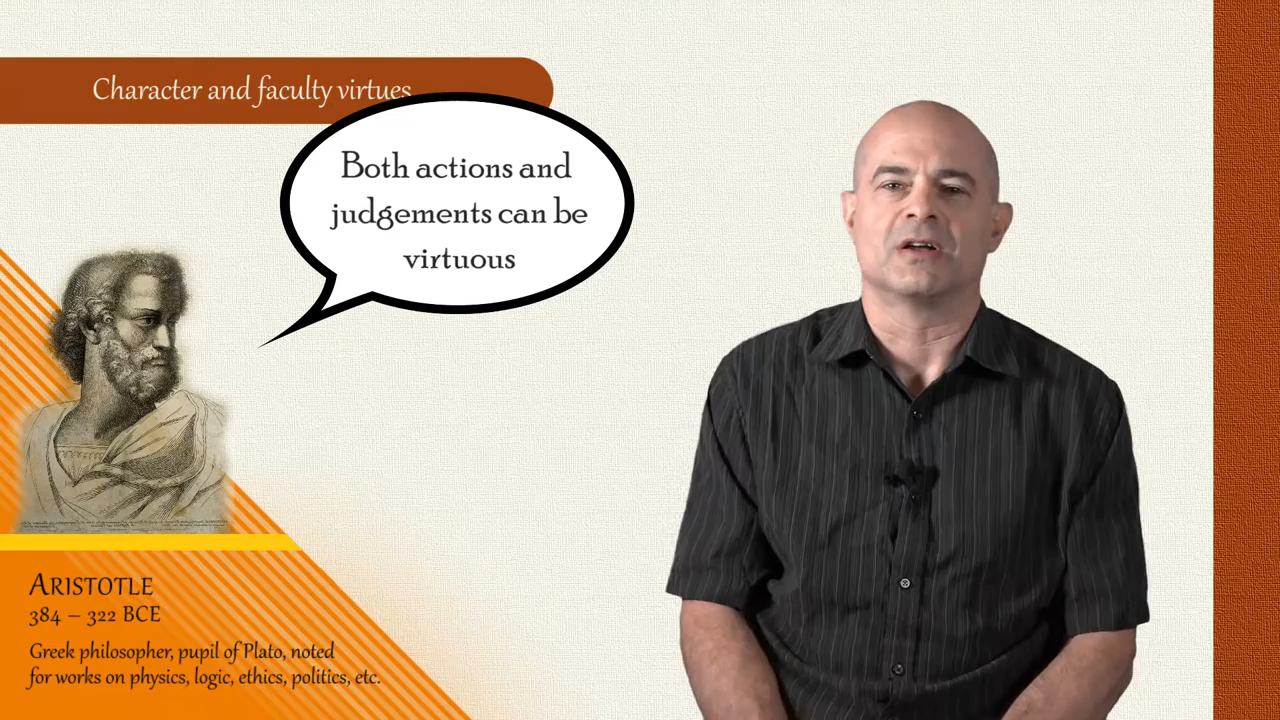 Character and faculty virtues
Both actions and
judgements can be
virtuous
ARISTOTLE
384 – 322 BCE
Greek philosopher, pupil of Plato, noted
for works on physics, logic, ethics, politics, etc.